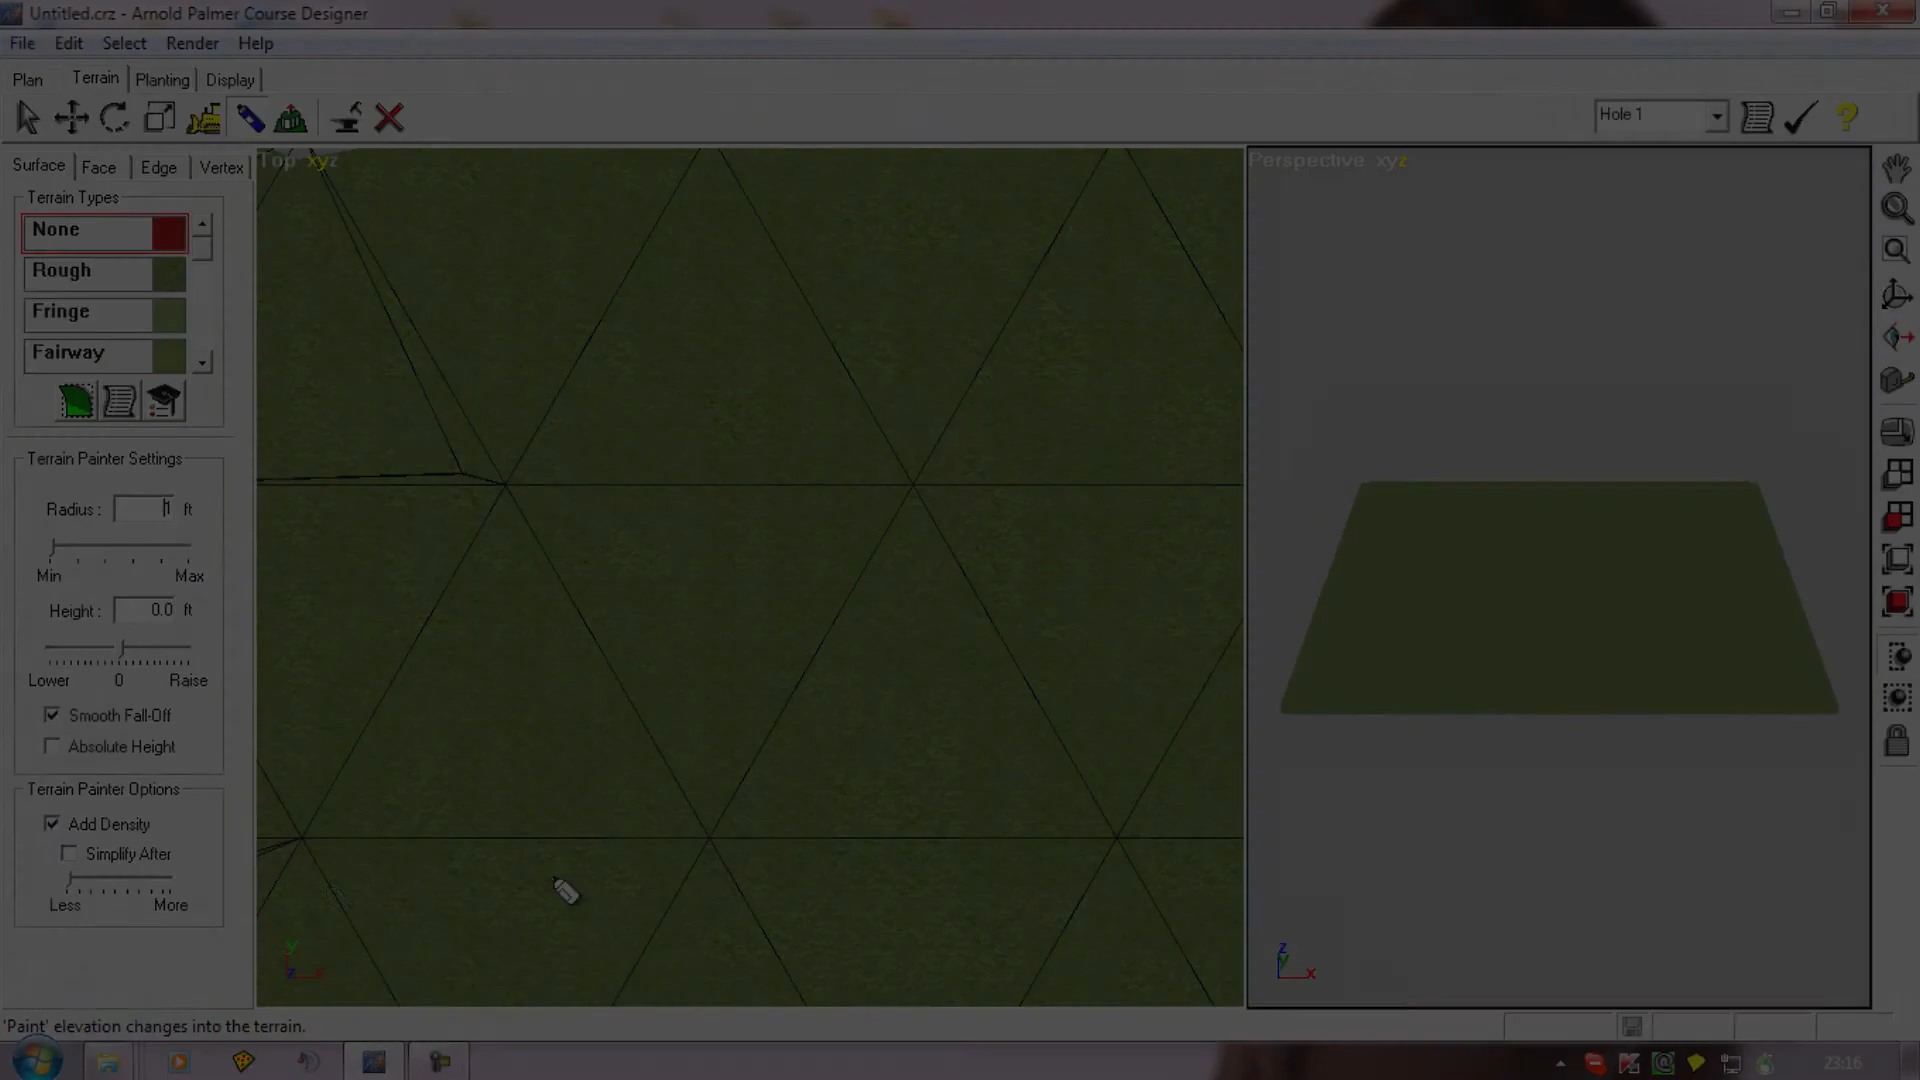 Untitled.crz - Arnold Palmer Course Designer
File Edit Select Render Help
Plan Terrain Planting Display
Hole 1
Surface Face Edge Vertex
Top xyz
Perspective xyz
Terrain Types
None
Rough
Fringe
Fairway
Terrain Painter Settings
Radius : 1 ft
Min Max
Height : 0.0 ft
Lower 0 Raise
Smooth Fall-Off
Absolute Height
Terrain Painter Options
Add Density
Simplify After
Less More
y
z x
z
y
x
'Paint' elevation changes into the terrain.
23:16